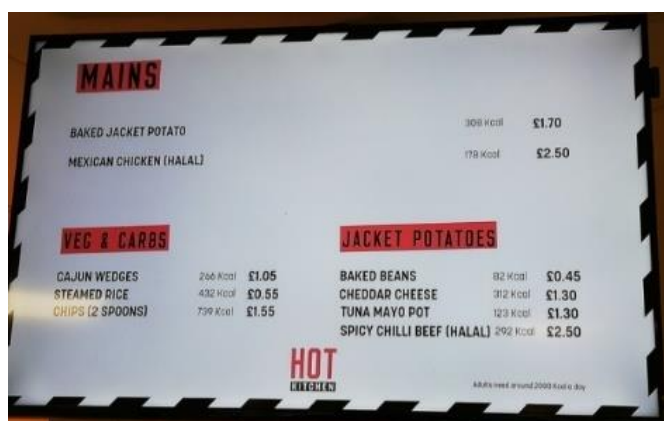 MAINS
BAKED JACKET POTATO 308 Kcal £1.70
MEXICAN CHICKEN (HALAL) 178 Kcal £2.50
VEG & CARBS
CAJUN WEDGES 266 Kcal £1.05
STEAMED RICE 432 Kcal £0.55
CHIPS (2 SPOONS) 739 Kcal £1.55
JACKET POTATOES
BAKED BEANS 82 Kcal £0.45
CHEDDAR CHEESE 312 Kcal £1.30
TUNA MAYO POT 123 Kcal £1.30
SPICY CHILLI BEEF (HALAL) 292 Kcal £2.50
HOT
KITCHEN
Adults need around 2000 Kcal a day